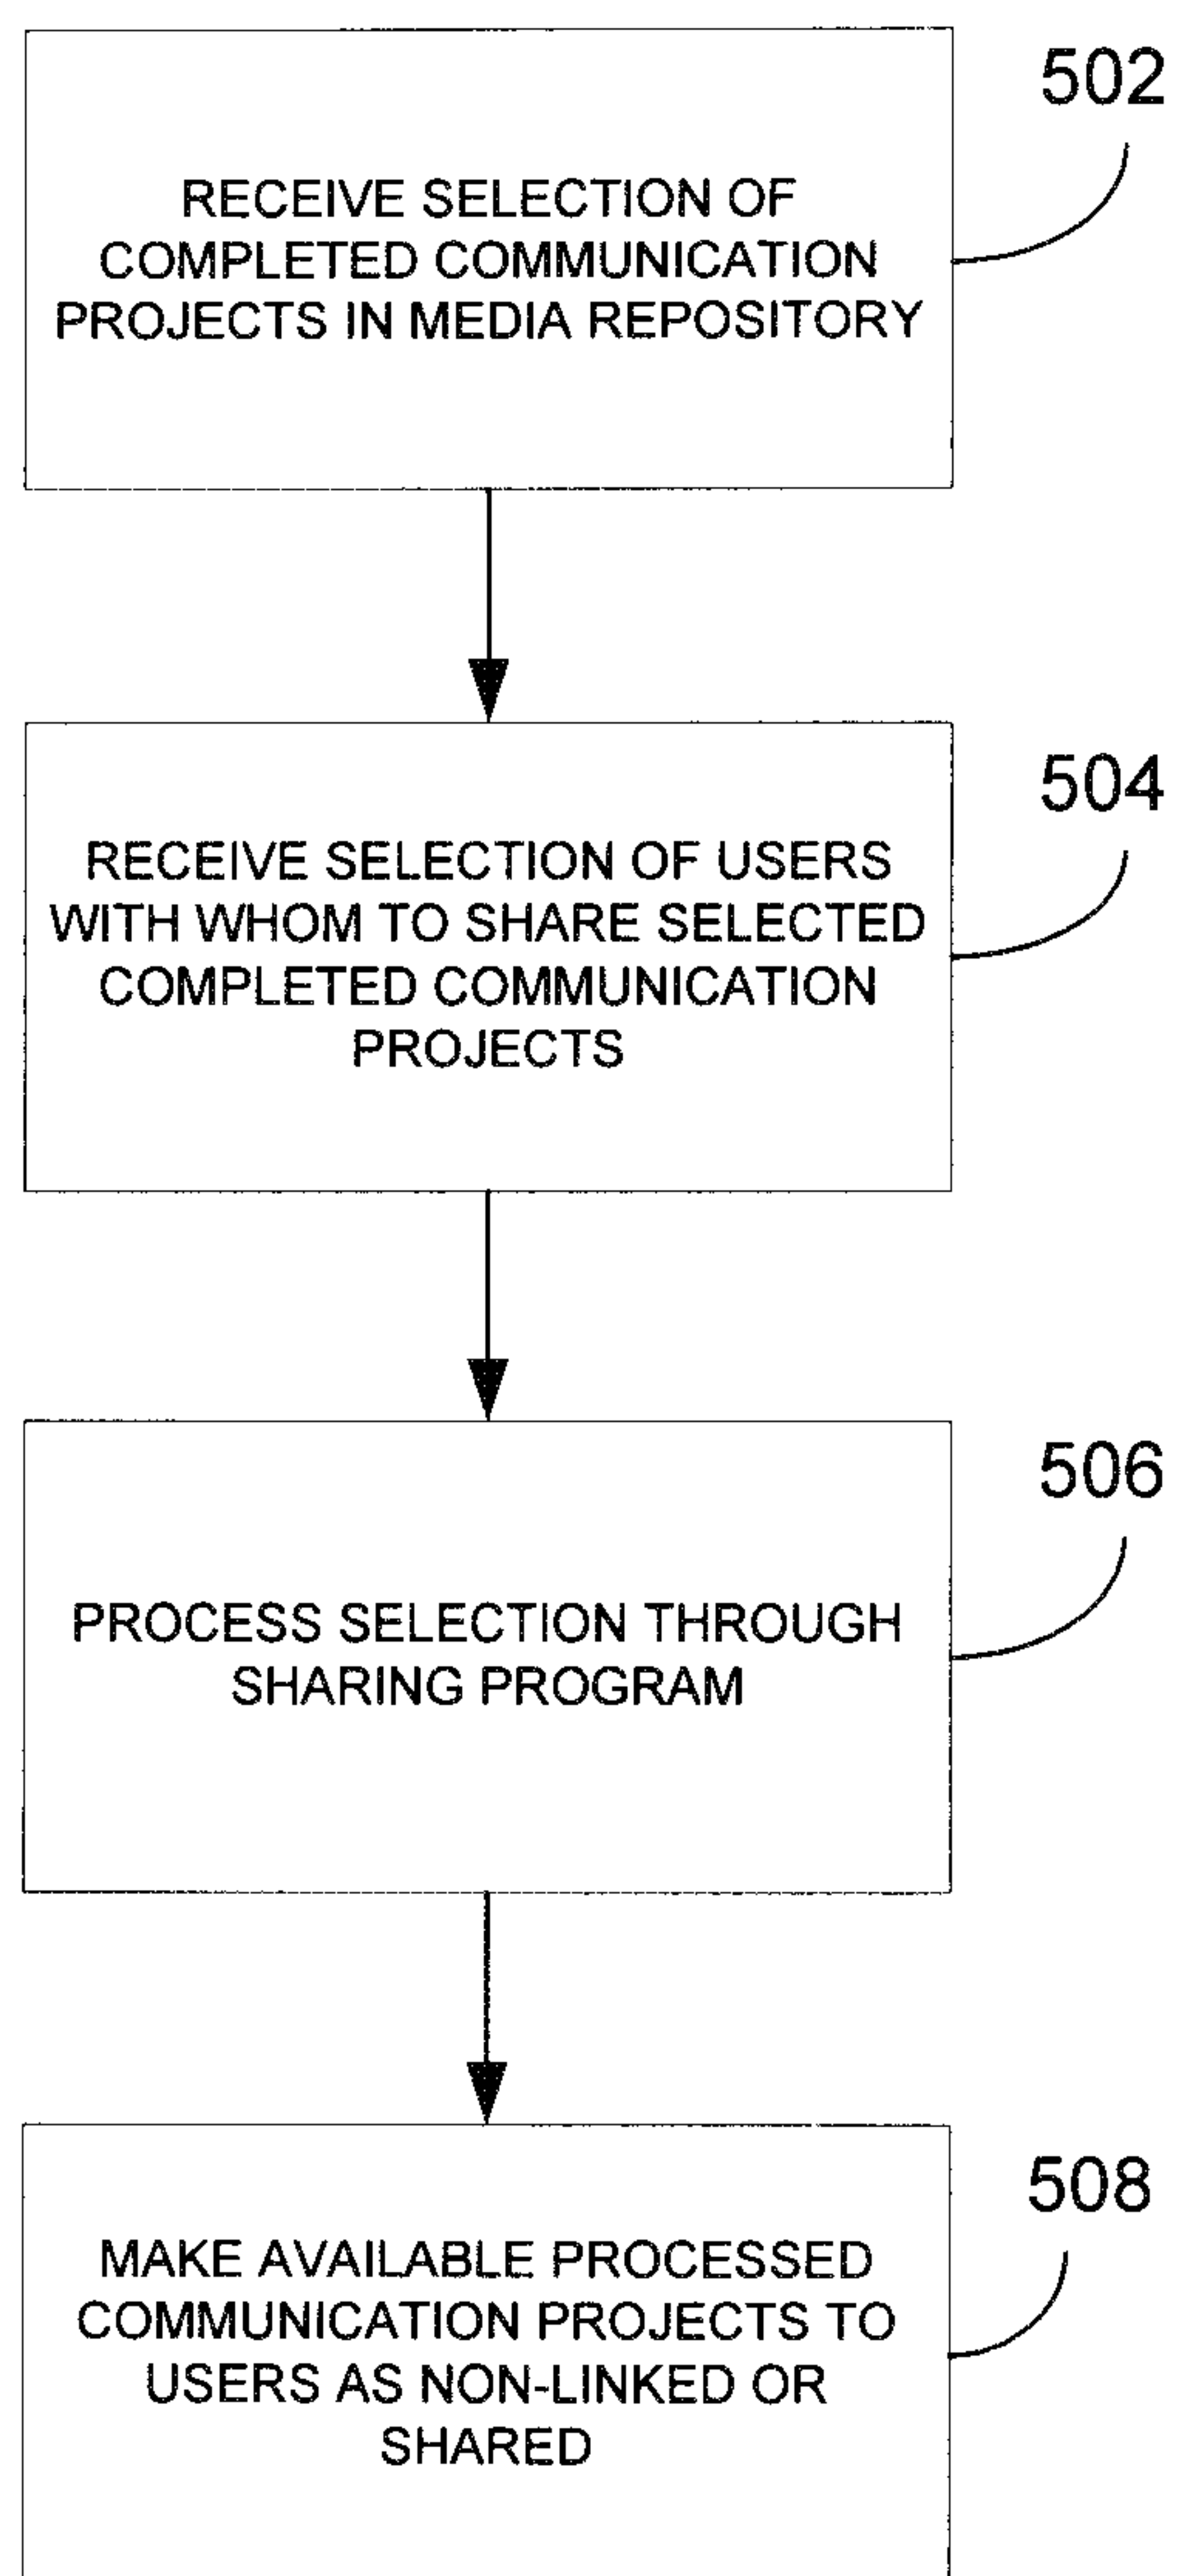 502
RECEIVE SELECTION OF
COMPLETED COMMUNICATION
PROJECTS IN MEDIA REPOSITORY
504
RECEIVE SELECTION OF USERS
WITH WHOM TO SHARE SELECTED
COMPLETED COMMUNICATION
PROJECTS
506
PROCESS SELECTION THROUGH
SHARING PROGRAM
508
MAKE AVAILABLE PROCESSED
COMMUNICATION PROJECTS TO
USERS AS NON-LINKED OR
SHARED